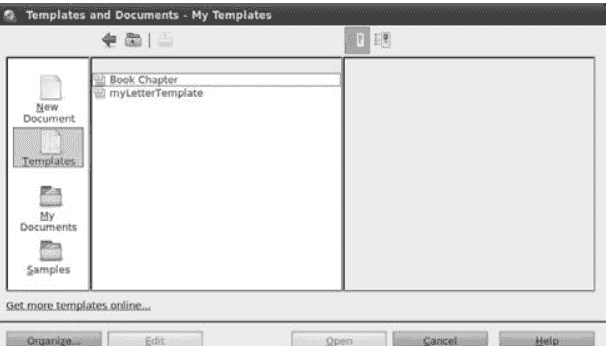 Templates and Documents - My Templates
New
Document
Templates
My
Documents
Samples
Book Chapter
myLetterTemplate
Get more templates online...
Organize...
Edit
Open
Cancel
Help